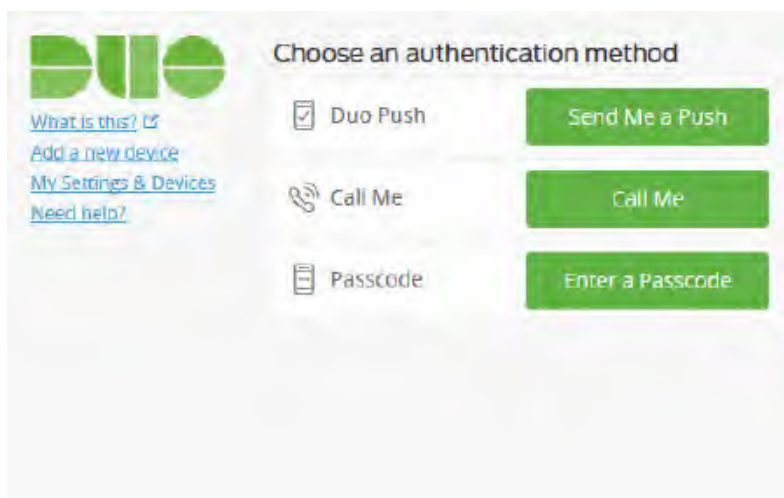 DUO
What is this?
Add a new device
My Settings & Devices
Need help?
Choose an authentication method
Duo Push
Send Me a Push
Call Me
Call Me
Passcode
Enter a Passcode